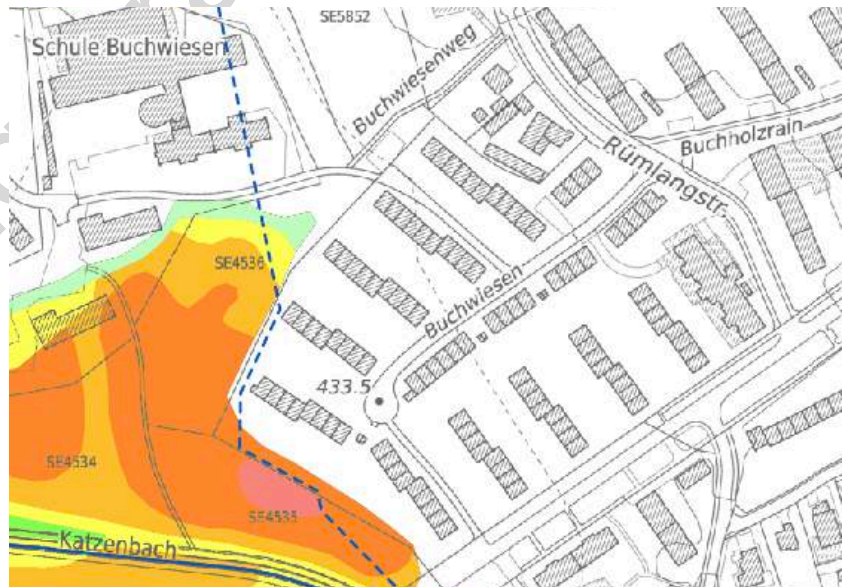 SE5852
Schule Buchwiesen
Buchwiesenweg
Buchholzrain
Rümlangstr.
SE4536
Buchwiesen
433.5
SE4534
SE4535
Katzenbach